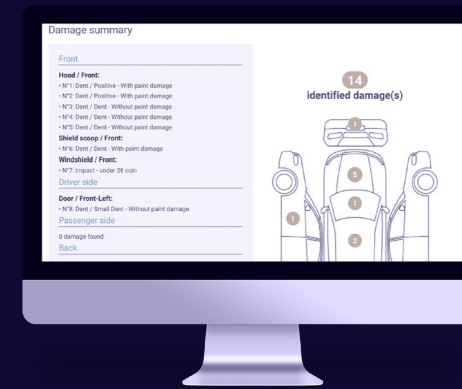 Damage summary
Front
Hood / Front:
• N°1: Dent / Positive - With paint damage
• N°2: Dent / Positive - With paint damage
• N°3: Dent / Dent - Without paint damage
• N°4: Dent / Dent - Without paint damage
• N°5: Dent / Dent - Without paint damage
Shield scoop / Front:
• N°6: Dent / Dent - With paint damage
Windshield / Front:
• N°7: Impact - under 2€ coin
Driver side
Door / Front-Left:
• N°8: Dent / Small Dent - Without paint damage
Passenger side
0 damage found
Back
14
identified damage(s)
1
5
1
1
2